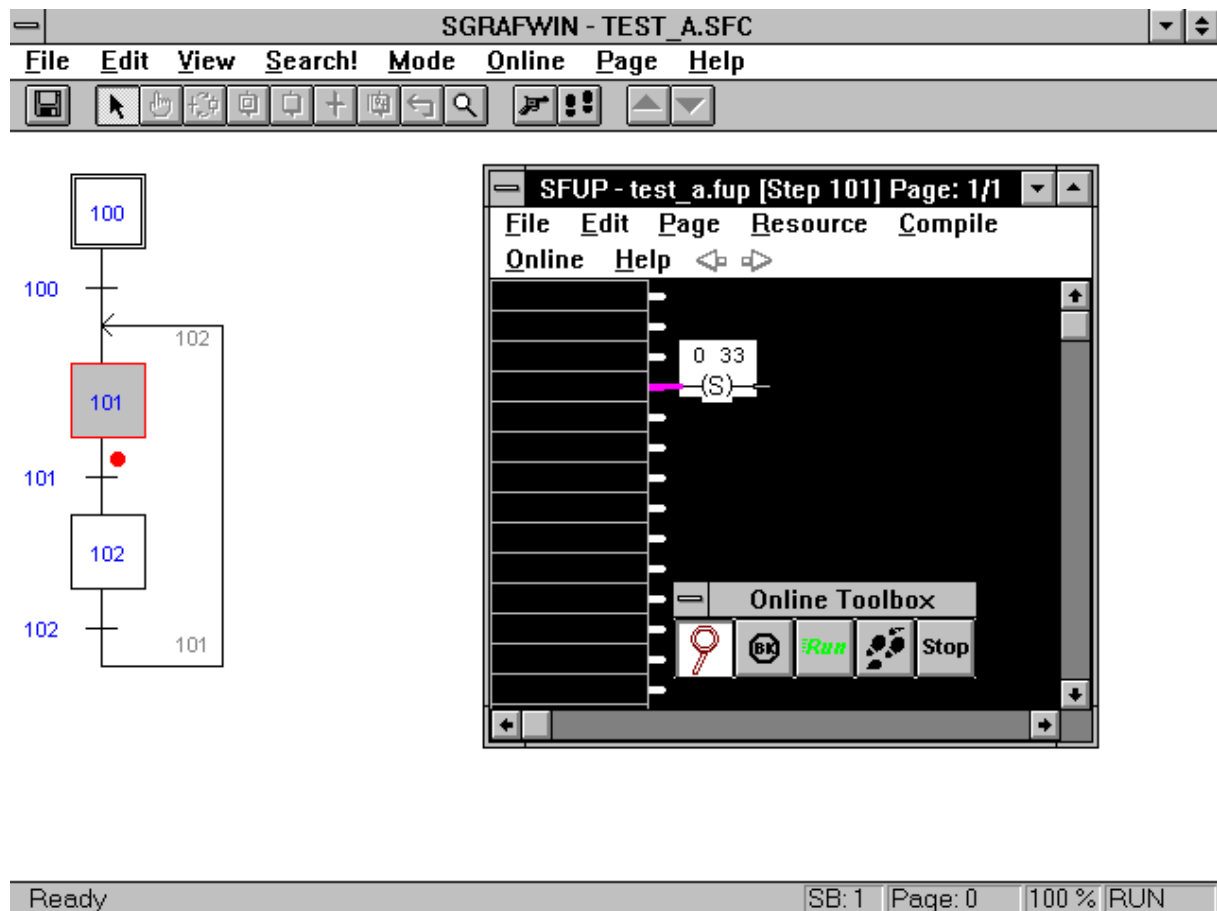 SGRAFWIN - TEST_A.SFC
File Edit View Search! Mode Online Page Help
100
100
102
101
101
102
102
101
SFUP - test_a.fup [Step 101] Page: 1/1
File Edit Page Resource Compile
Online Help
0 33
(S)
Online Toolbox
BK Run Stop
Ready SB: 1 Page: 0 100 % RUN